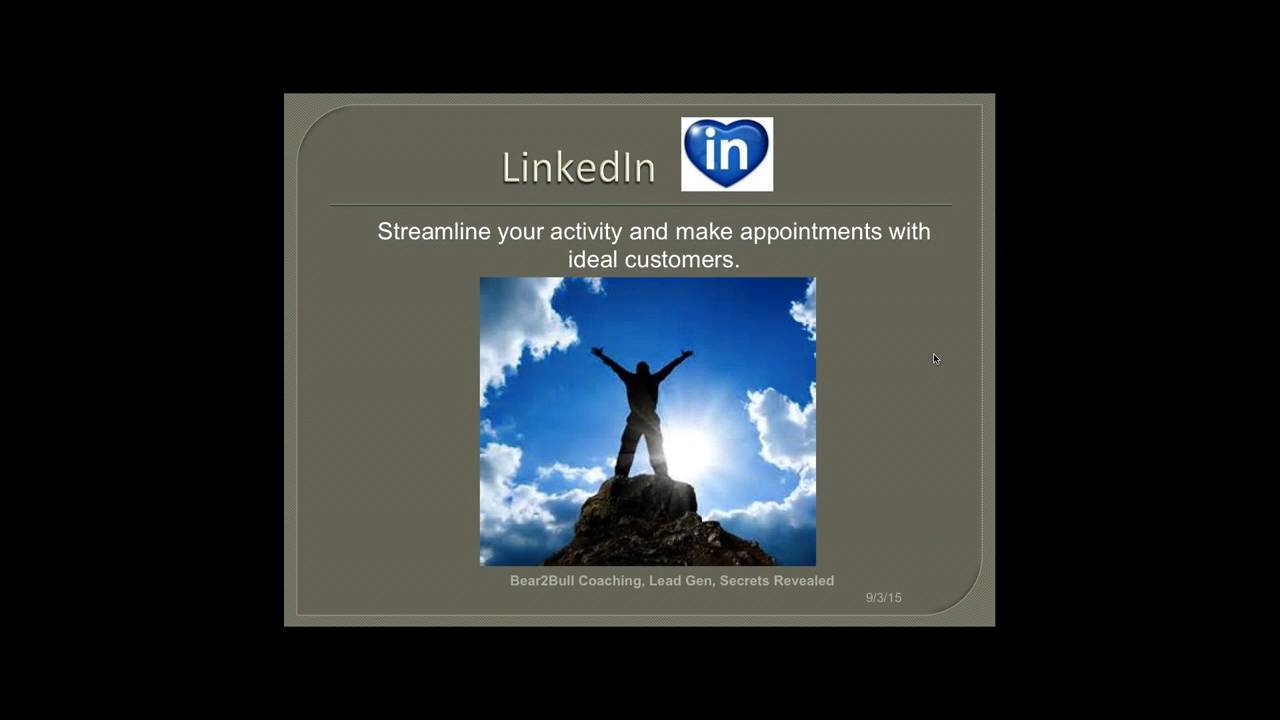 LinkedIn
in
Streamline your activity and make appointments with
ideal customers.
Bear2Bull Coaching, Lead Gen, Secrets Revealed
9/3/15